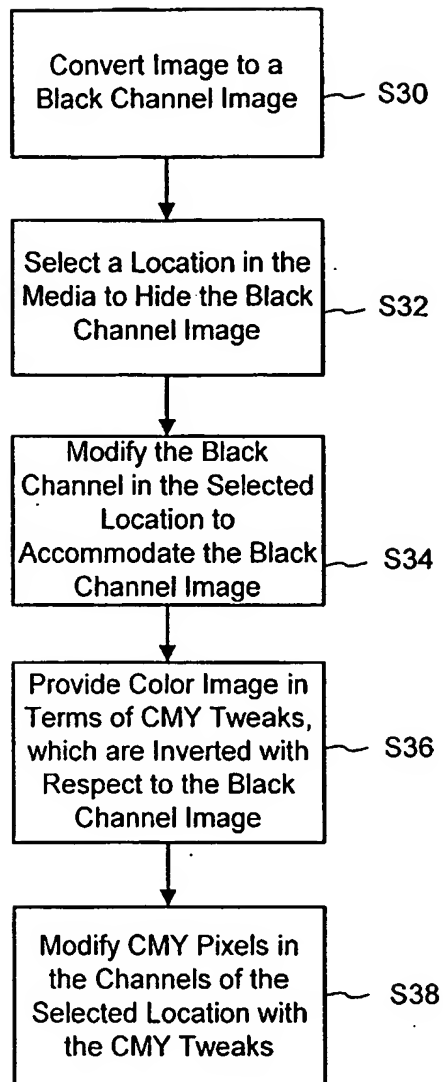 Convert Image to a
Black Channel Image
S30
Select a Location in the
Media to Hide the Black
Channel Image
S32
Modify the Black
Channel in the Selected
Location to
Accommodate the Black
Channel Image
S34
Provide Color Image in
Terms of CMY Tweaks,
which are Inverted with
Respect to the Black
Channel Image
S36
Modify CMY Pixels in
the Channels of the
Selected Location with
the CMY Tweaks
S38